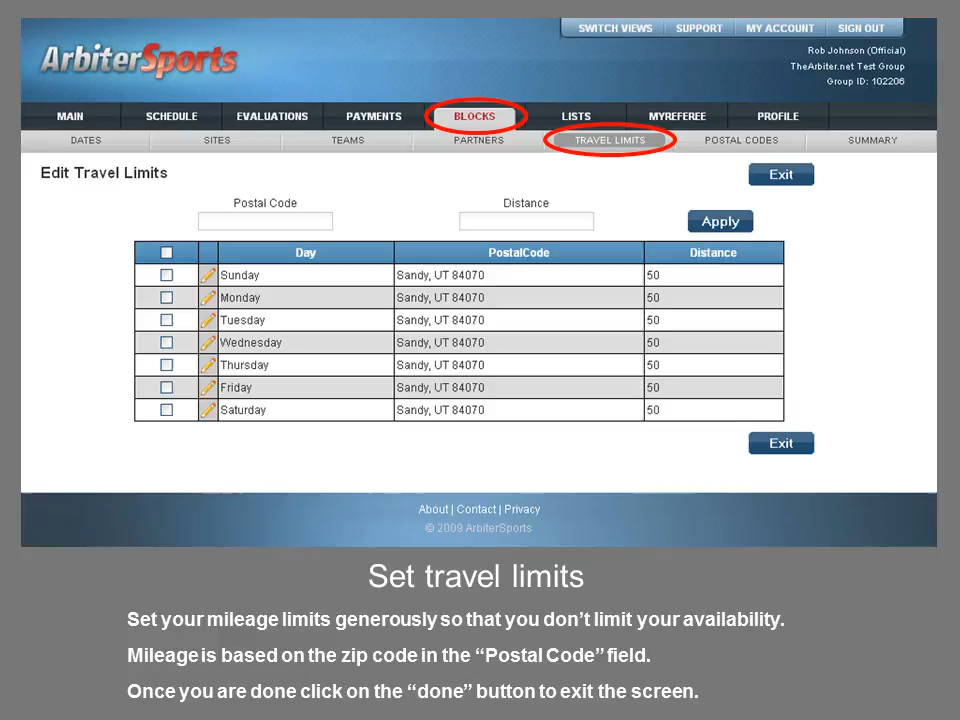 SWITCH VIEWS SUPPORT MY ACCOUNT SIGN OUT
ArbiterSports
Rob Johnson (Official)
TheArbiter.net Test Group
Group ID: 102206
MAIN SCHEDULE EVALUATIONS PAYMENTS BLOCKS LISTS MYREFEREE PROFILE
DATES SITES TEAMS PARTNERS TRAVEL LIMITS POSTAL CODES SUMMARY
Edit Travel Limits Exit
Postal Code Distance
Apply
Day PostalCode Distance
Sunday Sandy, UT 84070 50
Monday Sandy, UT 84070 50
Tuesday Sandy, UT 84070 50
Wednesday Sandy, UT 84070 50
Thursday Sandy, UT 84070 50
Friday Sandy, UT 84070 50
Saturday Sandy, UT 84070 50
Exit
About | Contact | Privacy
© 2009 ArbiterSports
Set travel limits
Set your mileage limits generously so that you don’t limit your availability.
Mileage is based on the zip code in the “Postal Code” field.
Once you are done click on the “done” button to exit the screen.